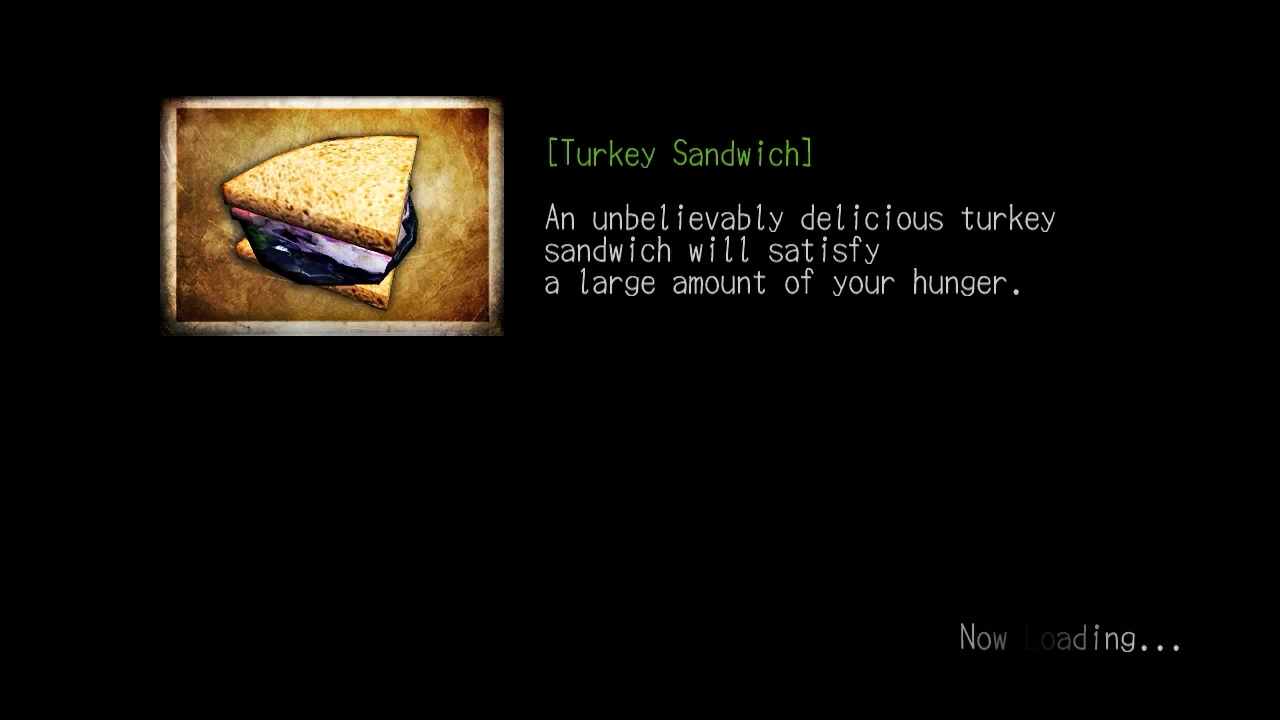 [Turkey Sandwich]
An unbelievably delicious turkey
sandwich will satisfy
a large amount of your hunger.
Now Loading...